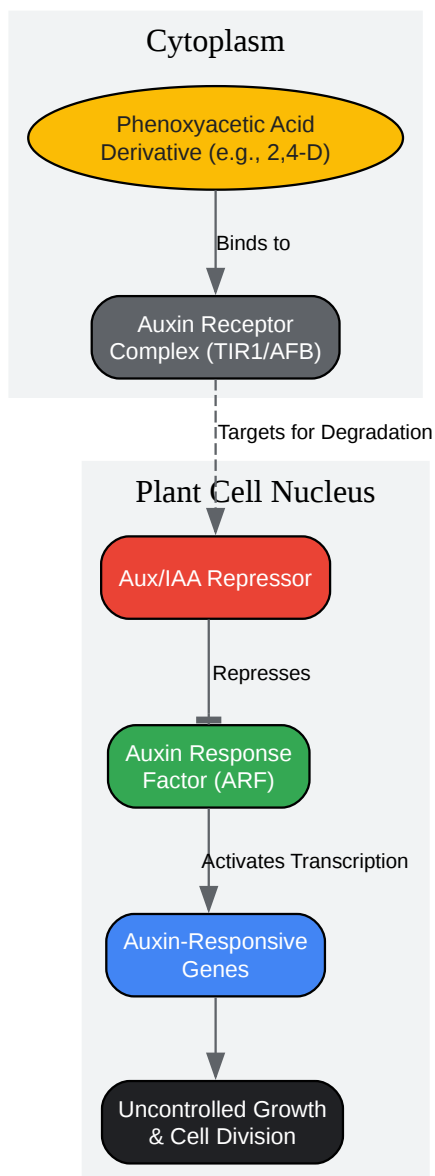 Cytoplasm
Phenoxyacetic Acid
Derivative (e.g., 2,4-D)
Binds to
Auxin Receptor
Complex (TIR1/AFB)
Targets for Degradation
Plant Cell Nucleus
Aux/IAA Repressor
Represses
Auxin Response
Factor (ARF)
Activates Transcription
Auxin-Responsive
Genes
Uncontrolled Growth
& Cell Division